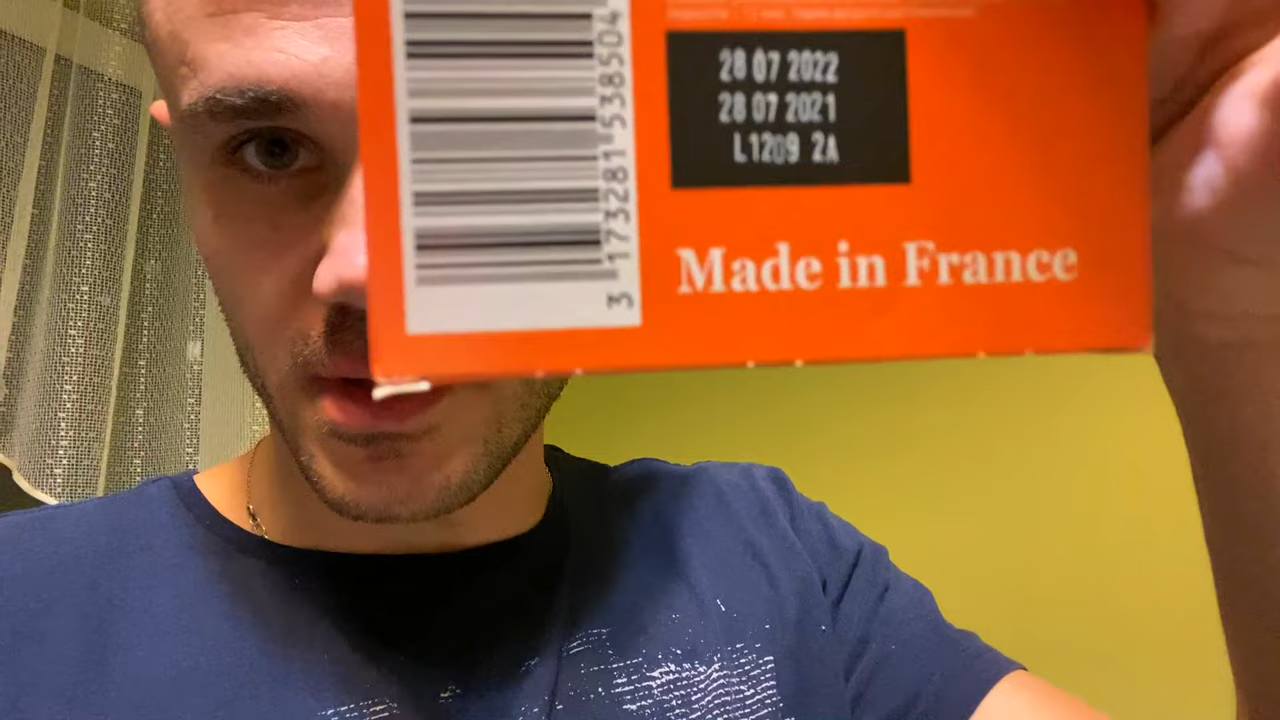 28 07 2022
28 07 2021
L1209 2A
Made in France
3 173281 538504